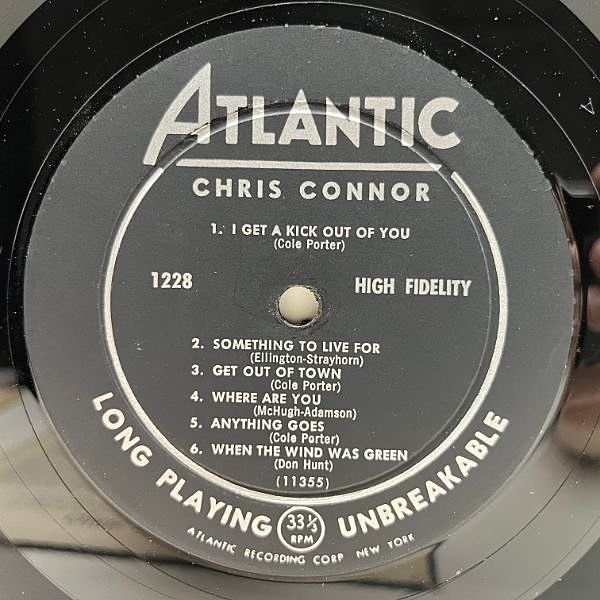 ATLANTIC
CHRIS CONNOR
1. I GET A KICK OUT OF YOU
(Cole Porter)
1228 HIGH FIDELITY
2. SOMETHING TO LIVE FOR
(Ellington-Strayhorn)
3. GET OUT OF TOWN
(Cole Porter)
4. WHERE ARE YOU
(McHugh-Adamson)
5. ANYTHING GOES
(Cole Porter)
6. WHEN THE WIND WAS GREEN
(Don Hunt)
(11355)
LONG PLAYING 33 1/3 RPM UNBREAKABLE
ATLANTIC RECORDING CORP NEW YORK